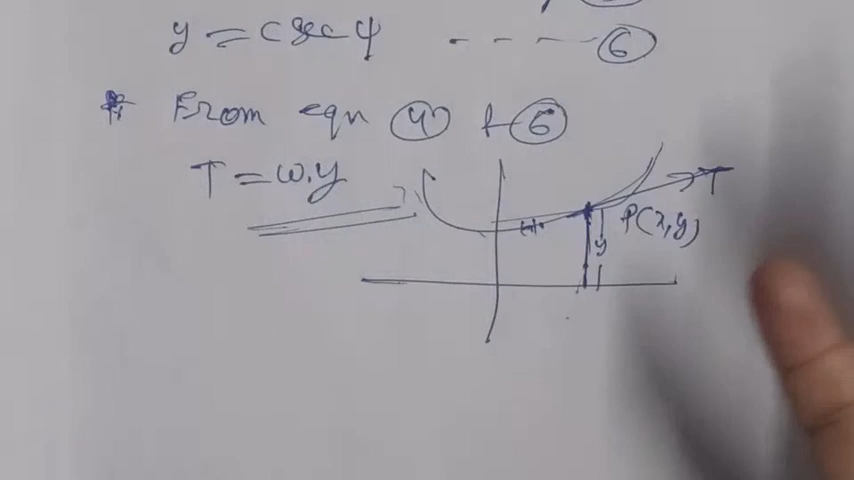 y = c sec ψ - - - - - ⑥
* From eqn ④ & ⑥
T = ω.y
T
P(x,y)
y